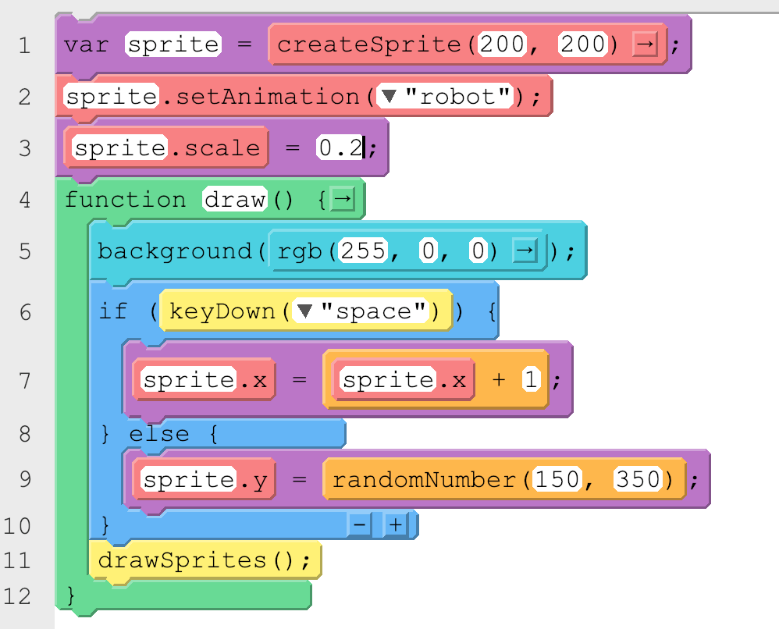 1 var sprite = createSprite(200, 200) → ;
2 sprite.setAnimation(▼"robot");
3 sprite.scale = 0.2;
4 function draw() { →
5 background(rgb(255, 0, 0) → );
6 if (keyDown(▼"space")) {
7 sprite.x = sprite.x + 1;
8 } else {
9 sprite.y = randomNumber(150, 350);
10 } - +
11 drawSprites();
12 }